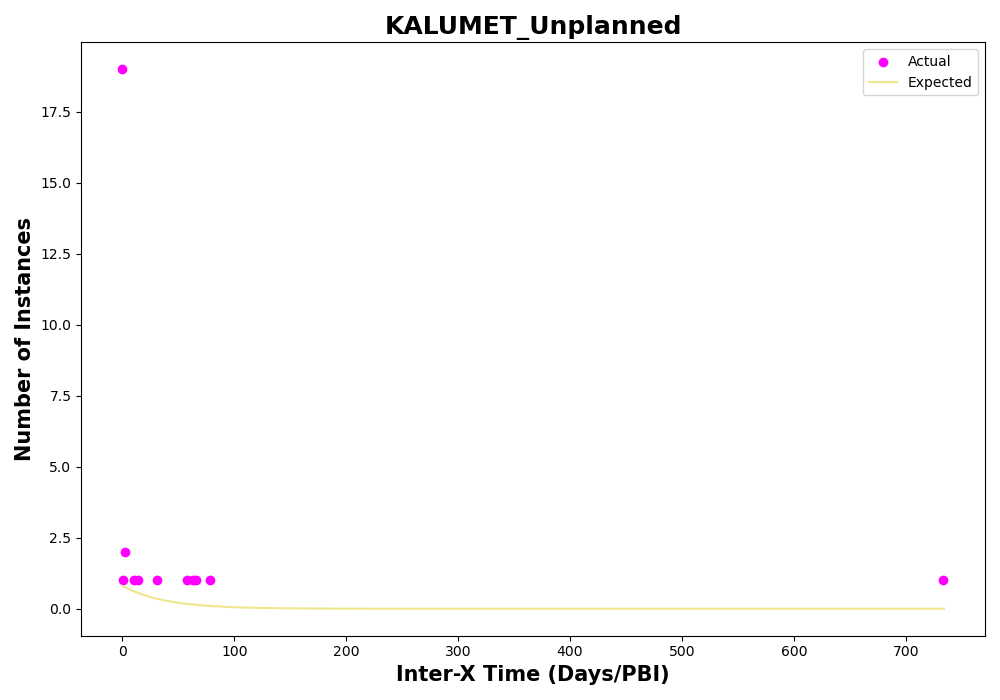 KALUMET_Unplanned
Actual
Expected
Number of Instances
17.5
15.0
12.5
10.0
7.5
5.0
2.5
0.0
0 100 200 300 400 500 600 700
Inter-X Time (Days/PBI)